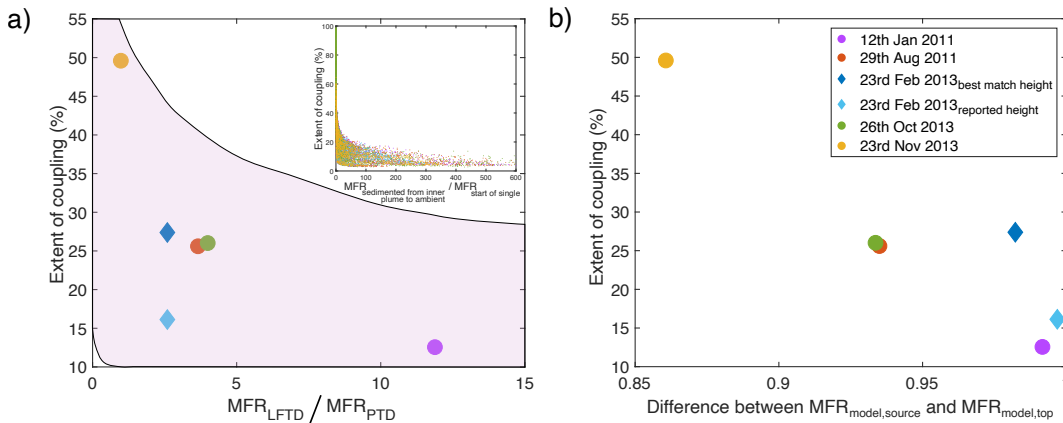 a)
Extent of coupling (%)
55
50
45
40
35
30
25
20
15
10
0
5
10
15
MFR_LFTD / MFR_PTD
Extent of coupling (%)
100
80
60
40
20
0
0
100
200
300
400
500
600
MFR sedimented from inner plume to ambient / MFR start of single
b)
Extent of coupling (%)
55
50
45
40
35
30
25
20
15
10
0.85
0.9
0.95
Difference between MFR_model,source and MFR_model,top
12th Jan 2011
29th Aug 2011
23rd Feb 2013 best match height
23rd Feb 2013 reported height
26th Oct 2013
23rd Nov 2013